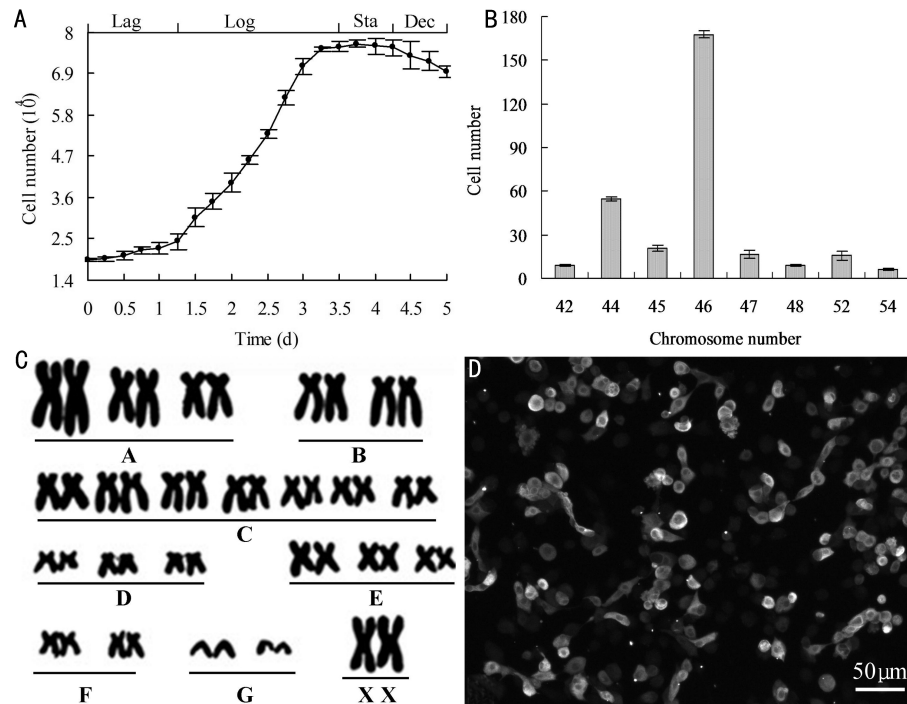 A
Lag Log Sta Dec
Cell number (10⁴)
8
6.9
5.8
4.7
3.6
2.5
1.4
0 0.5 1 1.5 2 2.5 3 3.5 4 4.5 5
Time (d)
B
Cell number
180
150
120
90
60
30
0
42 44 45 46 47 48 52 54
Chromosome number
C
A B
C
D E
F G X X
D
50μm